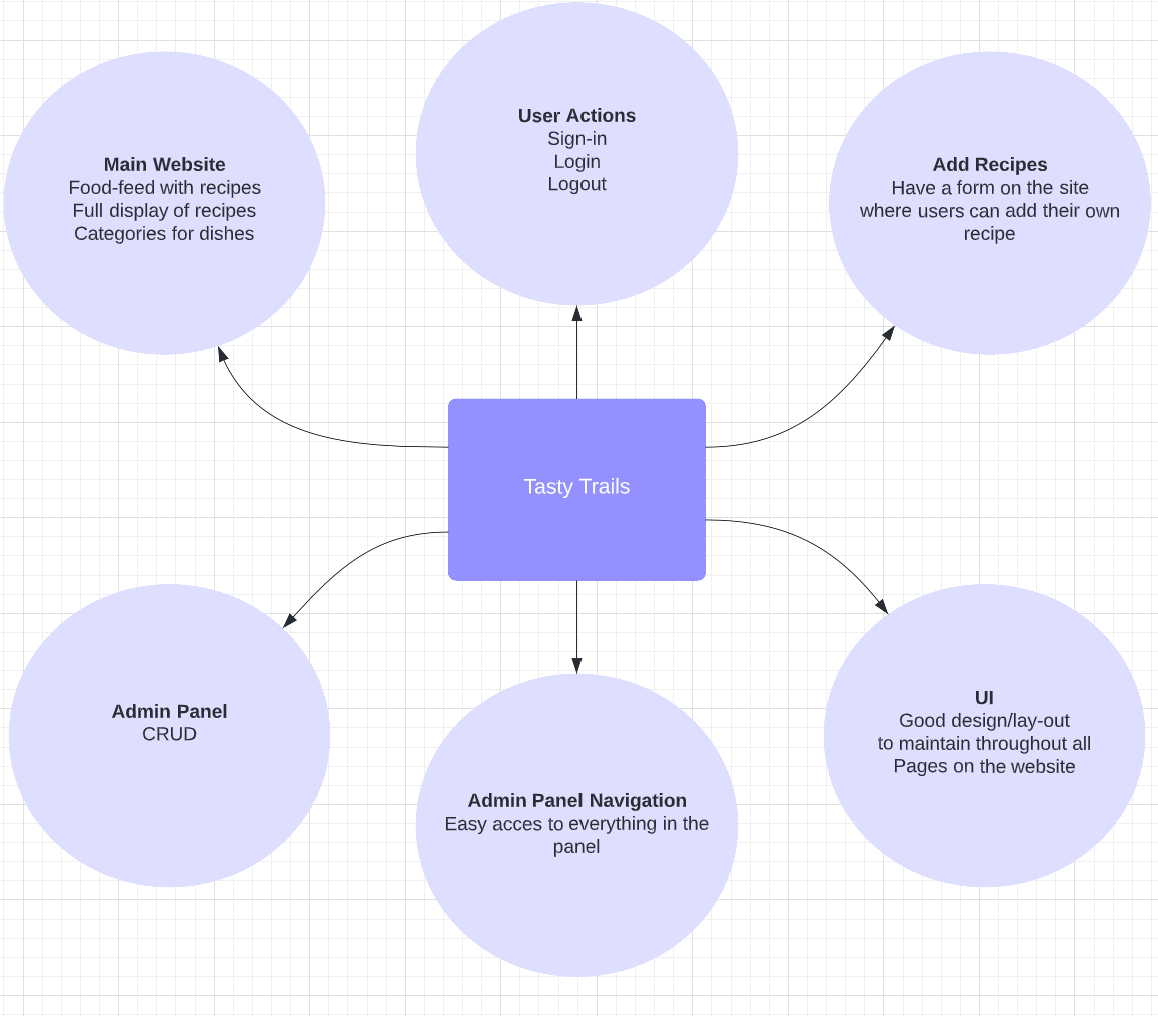 Main Website
Food-feed with recipes
Full display of recipes
Categories for dishes
User Actions
Sign-in
Login
Logout
Add Recipes
Have a form on the site
where users can add their own
recipe
Tasty Trails
Admin Panel
CRUD
Admin Panel Navigation
Easy acces to everything in the
panel
UI
Good design/lay-out
to maintain throughout all
Pages on the website